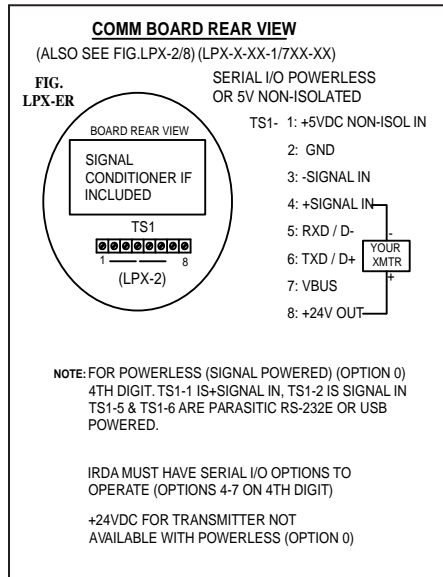 COMM BOARD REAR VIEW
(ALSO SEE FIG.LPX-2/8) (LPX-X-XX-1/7XX-XX)
FIG.
LPX-ER
SERIAL I/O POWERLESS
OR 5V NON-ISOLATED
BOARD REAR VIEW
SIGNAL
CONDITIONER IF
INCLUDED
TS1
1 8
(LPX-2)
TS1- 1: +5VDC NON-ISOL IN
2: GND
3: -SIGNAL IN
4: +SIGNAL IN
5: RXD / D-
6: TXD / D+
7: VBUS
8: +24V OUT
-
YOUR
XMTR
+
NOTE: FOR POWERLESS (SIGNAL POWERED) (OPTION 0)
4TH DIGIT. TS1-1 IS+SIGNAL IN, TS1-2 IS SIGNAL IN
TS1-5 & TS1-6 ARE PARASITIC RS-232E OR USB
POWERED.
IRDA MUST HAVE SERIAL I/O OPTIONS TO
OPERATE (OPTIONS 4-7 ON 4TH DIGIT)
+24VDC FOR TRANSMITTER NOT
AVAILABLE WITH POWERLESS (OPTION 0)